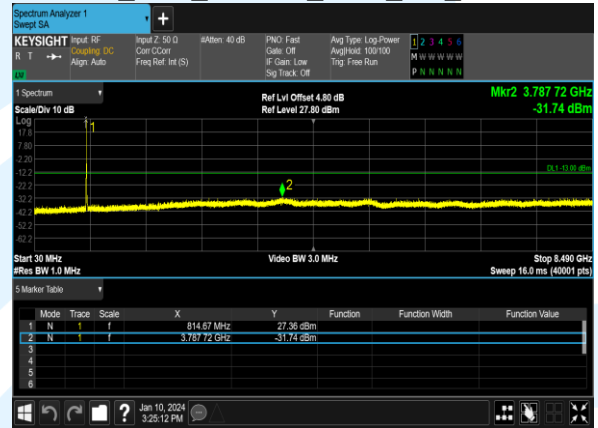 Spectrum Analyzer 1
Swept SA
KEYSIGHT Input: RF Input Z: 50 Ω #Atten: 40 dB PNO: Fast Avg Type: Log-Power 1 2 3 4 5 6
R T Coupling: DC Corr CCorr Gate: Off Avg|Hold: 100/100 M W W W W W
Align: Auto Freq Ref: Int (S) IF Gain: Low Trig: Free Run
Sig Track: Off P N N N N N
1 Spectrum Mkr2 3.787 72 GHz
Ref Lvl Offset 4.80 dB
Scale/Div 10 dB Ref Level 27.80 dBm -31.74 dBm
Log
17.8
7.80
-2.20
-12.2
-22.2
-32.2
-42.2
-52.2
-62.2
1
2
DL1 -13.00 dBm
Start 30 MHz Video BW 3.0 MHz Stop 8.490 GHz
#Res BW 1.0 MHz Sweep 16.0 ms (40001 pts)
5 Marker Table
Mode Trace Scale X Y Function Function Width Function Value
1 N 1 f 814.67 MHz 27.36 dBm
2 N 1 f 3.787 72 GHz -31.74 dBm
3
4
5
6
? Jan 10, 2024
3:25:12 PM